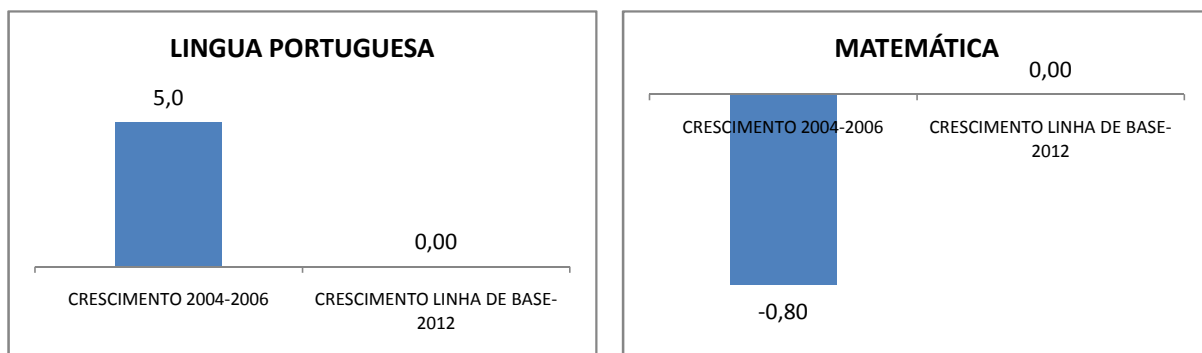 LINGUA PORTUGUESA
5,0
0,00
CRESCIMENTO 2004-2006
CRESCIMENTO LINHA DE BASE-
2012
MATEMÁTICA
0,00
CRESCIMENTO 2004-2006
CRESCIMENTO LINHA DE BASE-
2012
-0,80